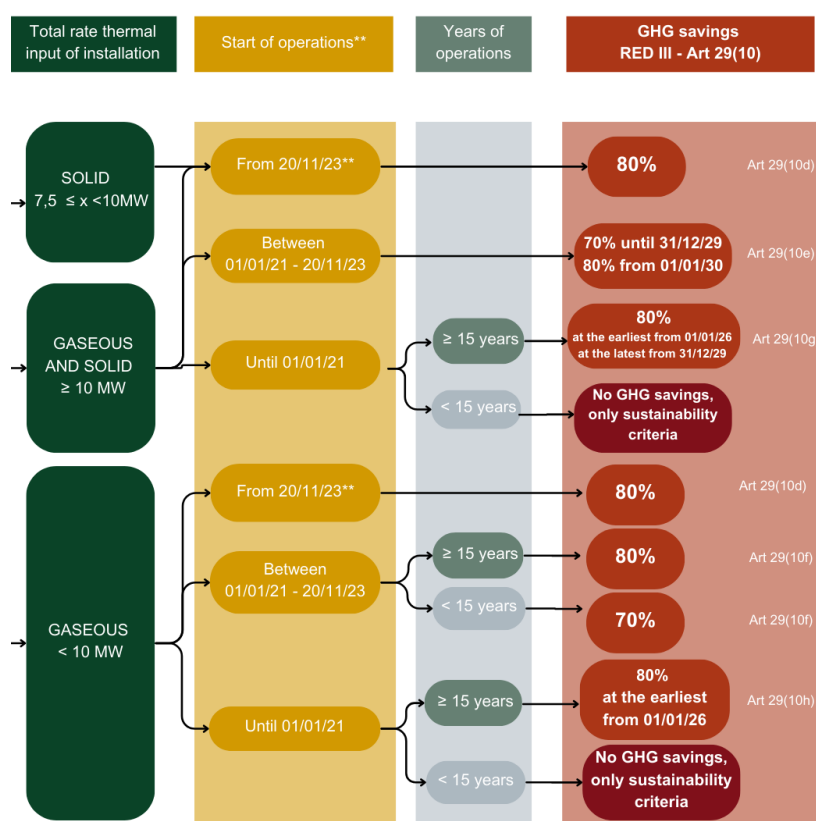 Total rate thermal
input of installation
Start of operations**
Years of
operations
GHG savings
RED III - Art 29(10)
SOLID
7,5 ≤ x <10MW
From 20/11/23**
80%
Art 29(10d)
Between
01/01/21 - 20/11/23
70% until 31/12/29
80% from 01/01/30
Art 29(10e)
GASEOUS
AND SOLID
≥ 10 MW
Until 01/01/21
≥ 15 years
80%
at the earliest from 01/01/26
at the latest from 31/12/29
Art 29(10g
< 15 years
No GHG savings,
only sustainability
criteria
GASEOUS
< 10 MW
From 20/11/23**
80%
Art 29(10d)
Between
01/01/21 - 20/11/23
≥ 15 years
80%
Art 29(10f)
< 15 years
70%
Art 29(10f)
Until 01/01/21
≥ 15 years
80%
at the earliest
from 01/01/26
Art 29(10h)
< 15 years
No GHG savings,
only sustainability
criteria